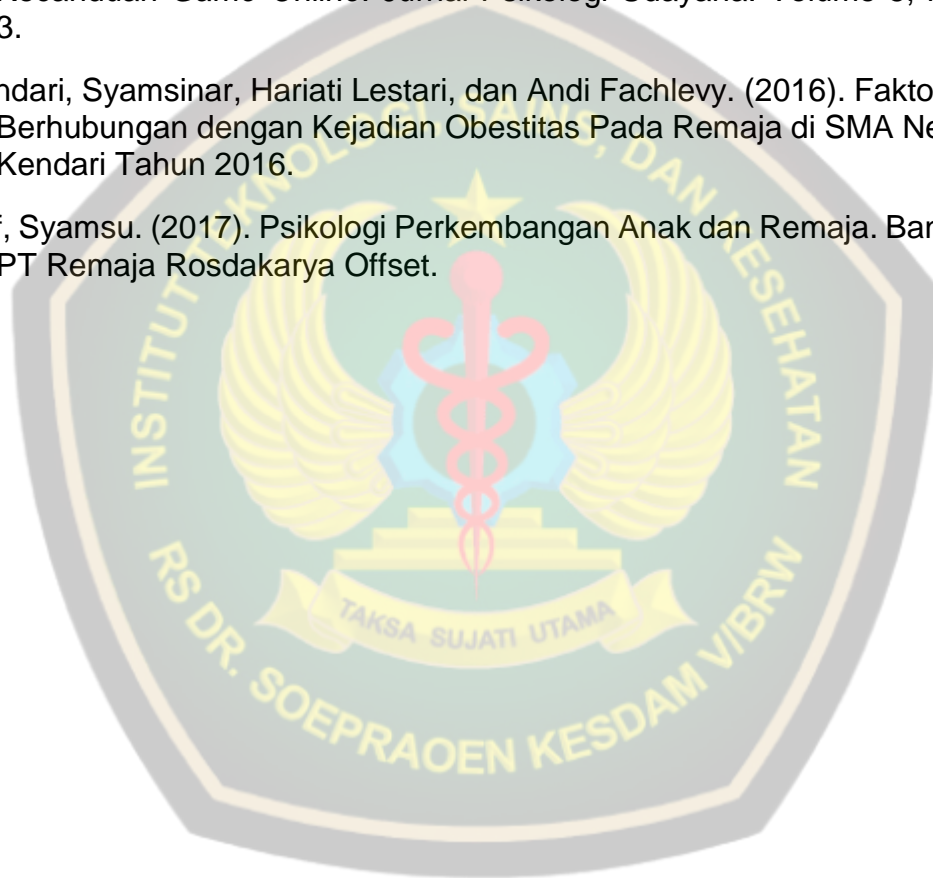 Kecanduan Game Online. Jurnal Psikologi Udayana. Volume
3.
ndari, Syamsinar, Hariati Lestari, dan Andi Fachlevy. (2016). Fakto
Berhubungan dengan Kejadian Obestitas Pada Remaja di SMA Ne
Kendari Tahun 2016.
f, Syamsu. (2017). Psikologi Perkembangan Anak dan Remaja. Ban
PT Remaja Rosdakarya Offset.
INSTITUT TEKNOLOGI, SAINS, DAN KESEHATAN
TAKSA SUJATI UTAMA
RS DR. SOEPRAOEN KESDAM V/BRW